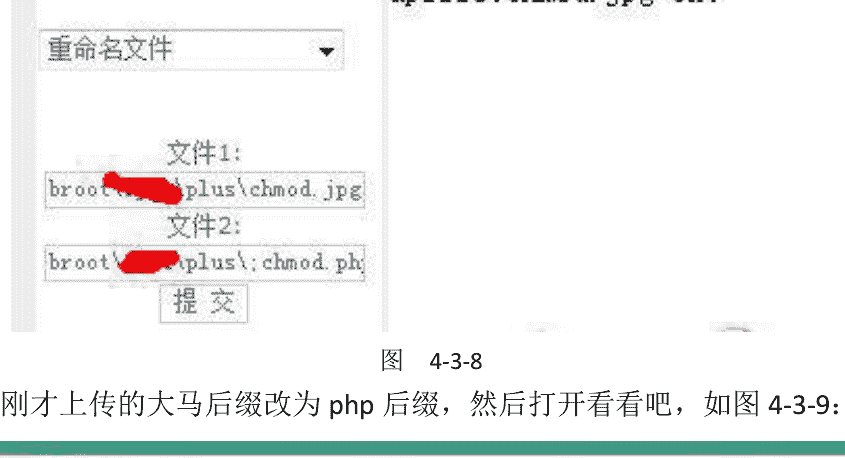 重命名文件
文件1:
plus\chmod.jpg
文件2:
plus\;chmod.ph
提 交
图 4-3-8
刚才上传的大马后缀改为 php 后缀，然后打开看看吧，如图 4-3-9：